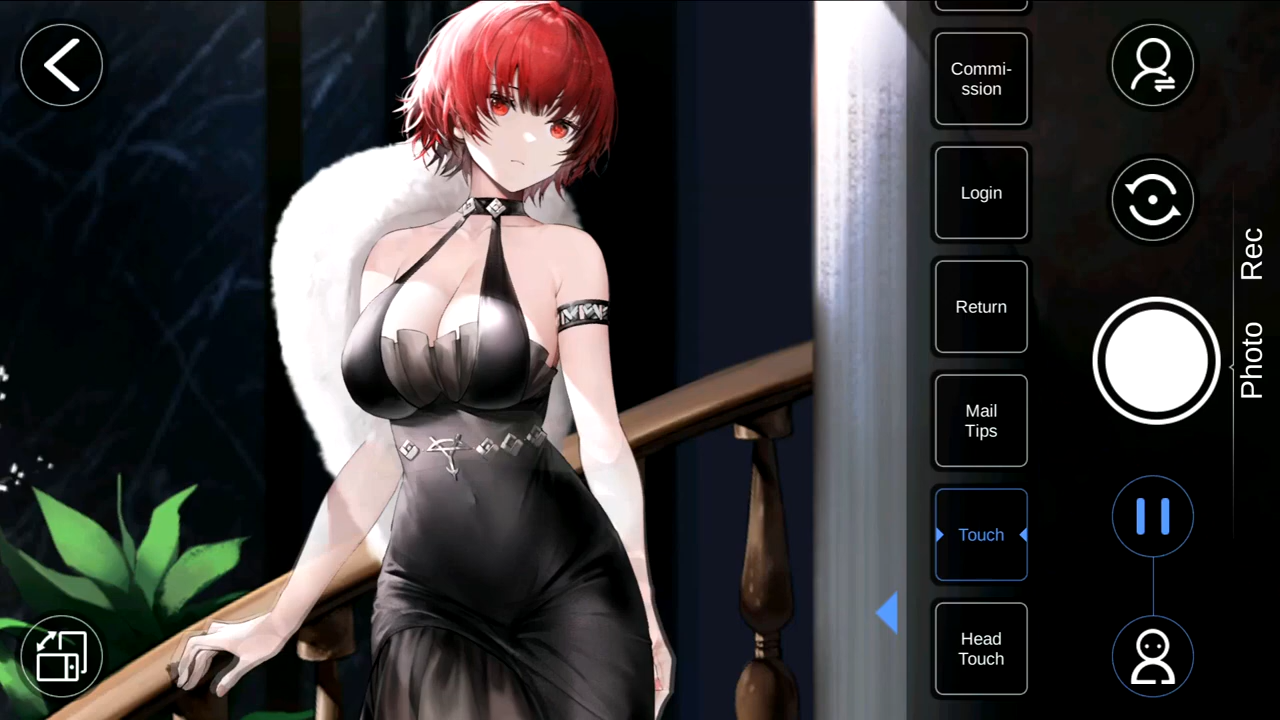 Commi-
ssion
Login
Return
Mail
Tips
Touch
Head
Touch
Rec
Photo